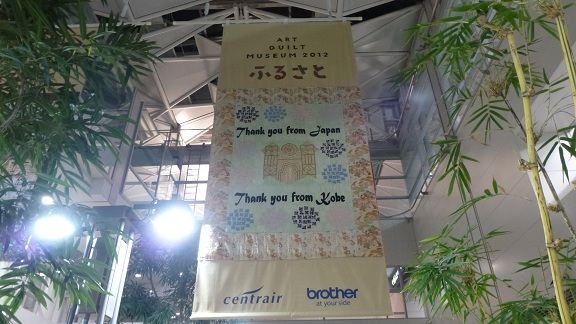 ART
QUILT
MUSEUM 2012
ふるさと
Thank you from Japan
Thank you from Kobe
centrair
brother
at your side